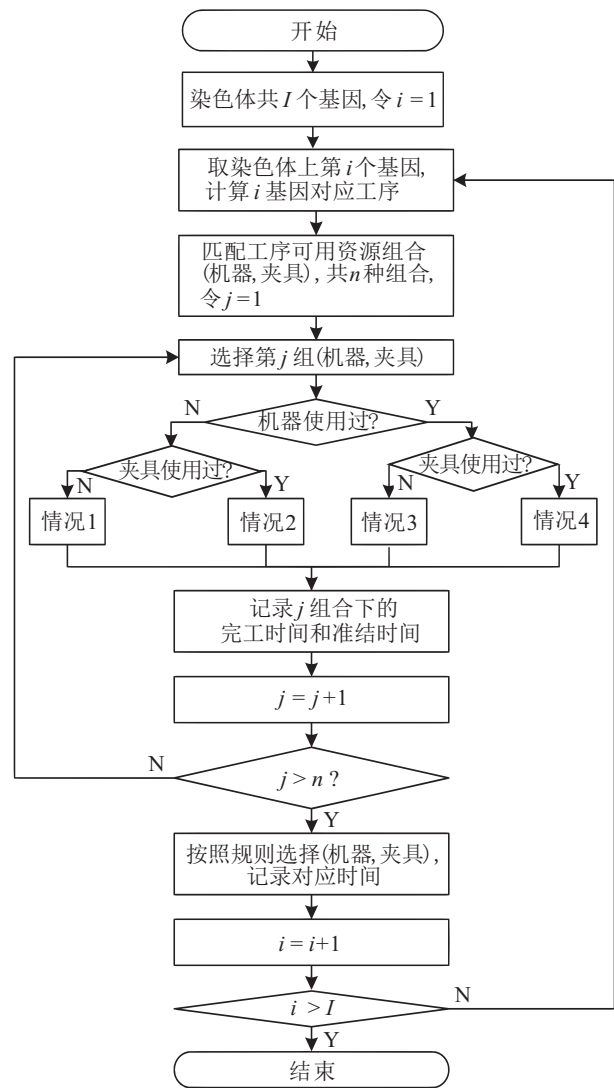 开始
染色体共I个基因,令i=1
取染色体上第i个基因,
计算i基因对应工序
匹配工序可用资源组合
(机器,夹具),共n种组合,
令j=1
选择第j组(机器,夹具)
N
机器使用过?
Y
夹具使用过?
夹具使用过?
N
Y
N
Y
情况1
情况2
情况3
情况4
记录j组合下的
完工时间和准结时间
j=j+1
N
j>n?
Y
按照规则选择(机器,夹具),
记录对应时间
i=i+1
i>I
N
Y
结束